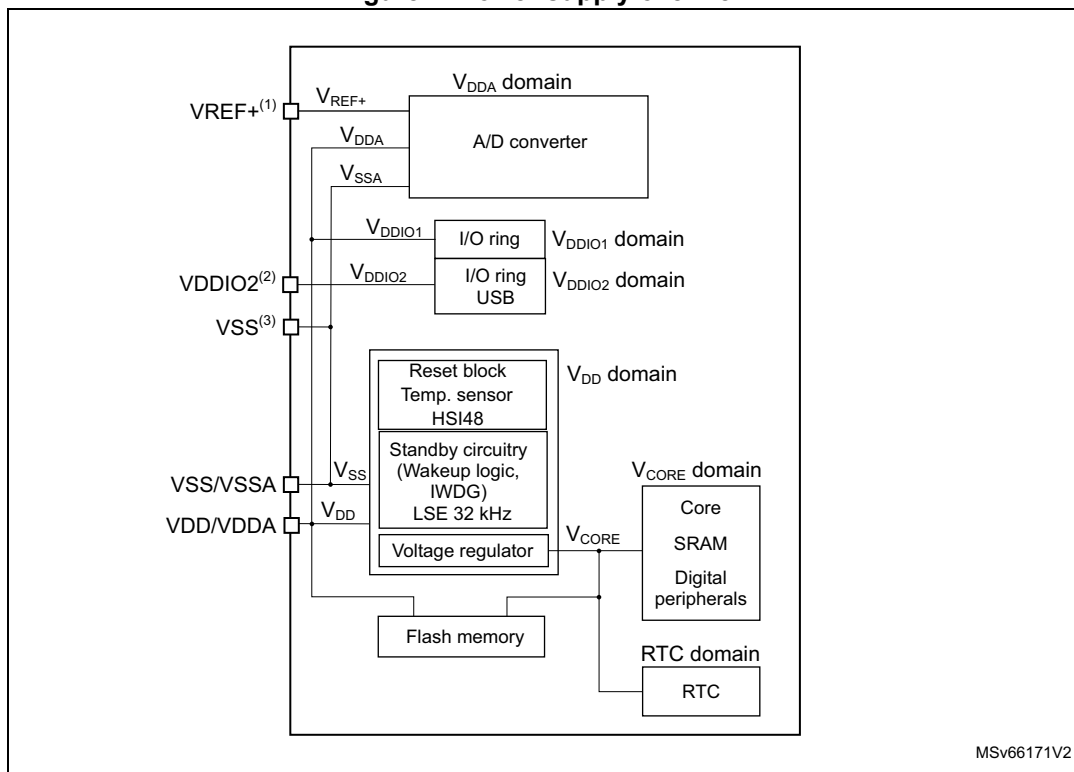 VDDA domain
VREF+(1)
VREF+
A/D converter
VDDA
VSSA
VDDIO1
I/O ring
VDDIO1 domain
VDDIO2(2)
VDDIO2
I/O ring
USB
VDDIO2 domain
VSS(3)
Reset block
Temp. sensor
HSI48
VDD domain
Standby circuitry
(Wakeup logic,
IWDG)
LSE 32 kHz
VSS/VSSA
VSS
VDD/VDDA
VDD
Voltage regulator
VCORE
VCORE domain
Core
SRAM
Digital
peripherals
Flash memory
RTC domain
RTC
MSv66171V2